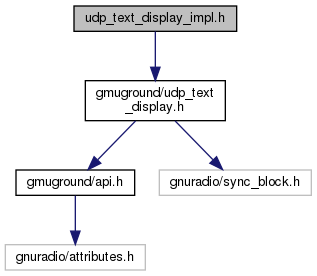 udp_text_display_impl.h
gmuground/udp_text
_display.h
gmuground/api.h
gnuradio/sync_block.h
gnuradio/attributes.h